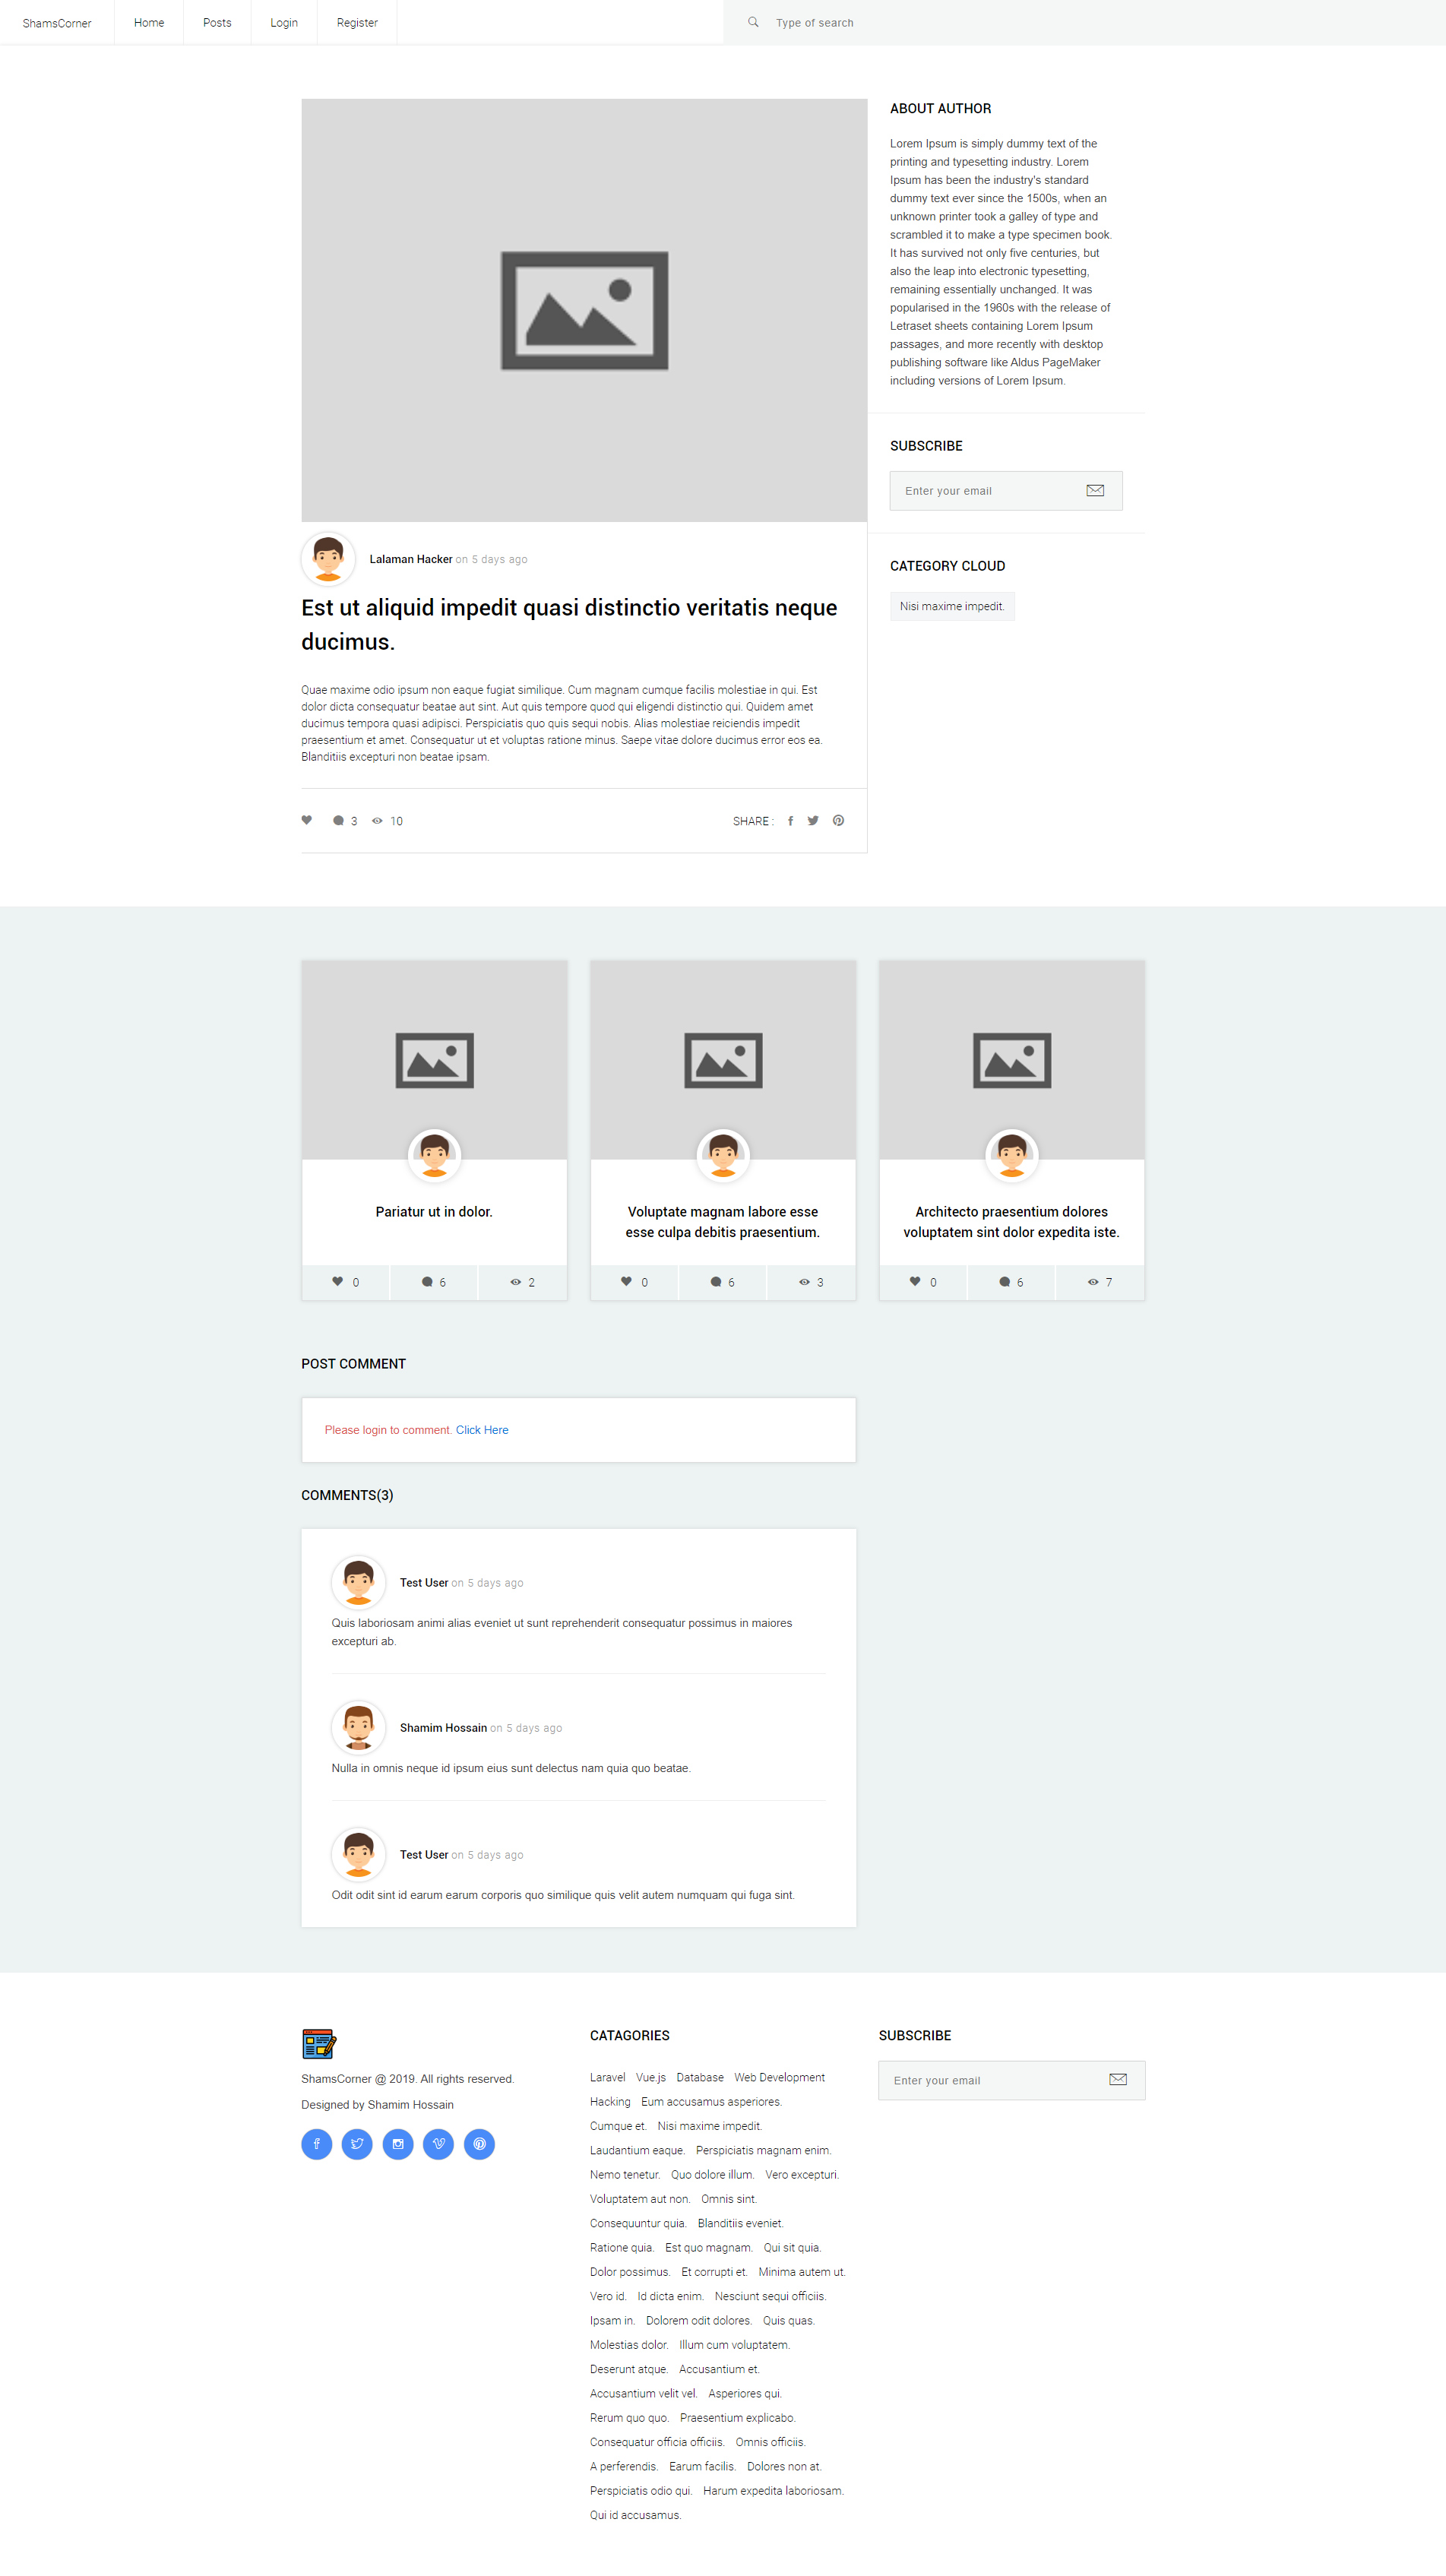 ShamsCorner
Home
Posts
Login
Register
Type of search
ABOUT AUTHOR
Lorem Ipsum is simply dummy text of the
printing and typesetting industry. Lorem
Ipsum has been the industry's standard
dummy text ever since the 1500s, when an
unknown printer took a galley of type and
scrambled it to make a type specimen book.
It has survived not only five centuries, but
also the leap into electronic typesetting,
remaining essentially unchanged. It was
popularised in the 1960s with the release of
Letraset sheets containing Lorem Ipsum
passages, and more recently with desktop
publishing software like Aldus PageMaker
including versions of Lorem Ipsum.
SUBSCRIBE
Enter your email
CATEGORY CLOUD
Nisi maxime impedit.
Lalaman Hacker on 5 days ago
Est ut aliquid impedit quasi distinctio veritatis neque
ducimus.
Quae maxime odio ipsum non eaque fugiat similique. Cum magnam cumque facilis molestiae in qui. Est
dolor dicta consequatur beatae aut sint. Aut quis tempore quod qui eligendi distinctio qui. Quidem amet
ducimus tempora quasi adipisci. Perspiciatis quo quis sequi nobis. Alias molestiae reiciendis impedit
praesentium et amet. Consequatur ut et voluptas ratione minus. Saepe vitae dolore ducimus error eos ea.
Blanditiis excepturi non beatae ipsam.
3 10
SHARE :
Pariatur ut in dolor.
0 6 2
Voluptate magnam labore esse
esse culpa debitis praesentium.
0 6 3
Architecto praesentium dolores
voluptatem sint dolor expedita iste.
0 6 7
POST COMMENT
Please login to comment. Click Here
COMMENTS(3)
Test User on 5 days ago
Quis laboriosam animi alias eveniet ut sunt reprehenderit consequatur possimus in maiores
excepturi ab.
Shamim Hossain on 5 days ago
Nulla in omnis neque id ipsum eius sunt delectus nam quia quo beatae.
Test User on 5 days ago
Odit odit sint id earum earum corporis quo similique quis velit autem numquam qui fuga sint.
ShamsCorner @ 2019. All rights reserved.
Designed by Shamim Hossain
CATAGORIES
Laravel Vue.js Database Web Development
Hacking Eum accusamus asperiores.
Cumque et. Nisi maxime impedit.
Laudantium eaque. Perspiciatis magnam enim.
Nemo tenetur. Quo dolore illum. Vero excepturi.
Voluptatem aut non. Omnis sint.
Consequuntur quia. Blanditiis eveniet.
Ratione quia. Est quo magnam. Qui sit quia.
Dolor possimus. Et corrupti et. Minima autem ut.
Vero id. Id dicta enim. Nesciunt sequi officiis.
Ipsam in. Dolorem odit dolores. Quis quas.
Molestias dolor. Illum cum voluptatem.
Deserunt atque. Accusantium et.
Accusantium velit vel. Asperiores qui.
Rerum quo quo. Praesentium explicabo.
Consequatur officia officiis. Omnis officiis.
A perferendis. Earum facilis. Dolores non at.
Perspiciatis odio qui. Harum expedita laboriosam.
Qui id accusamus.
SUBSCRIBE
Enter your email